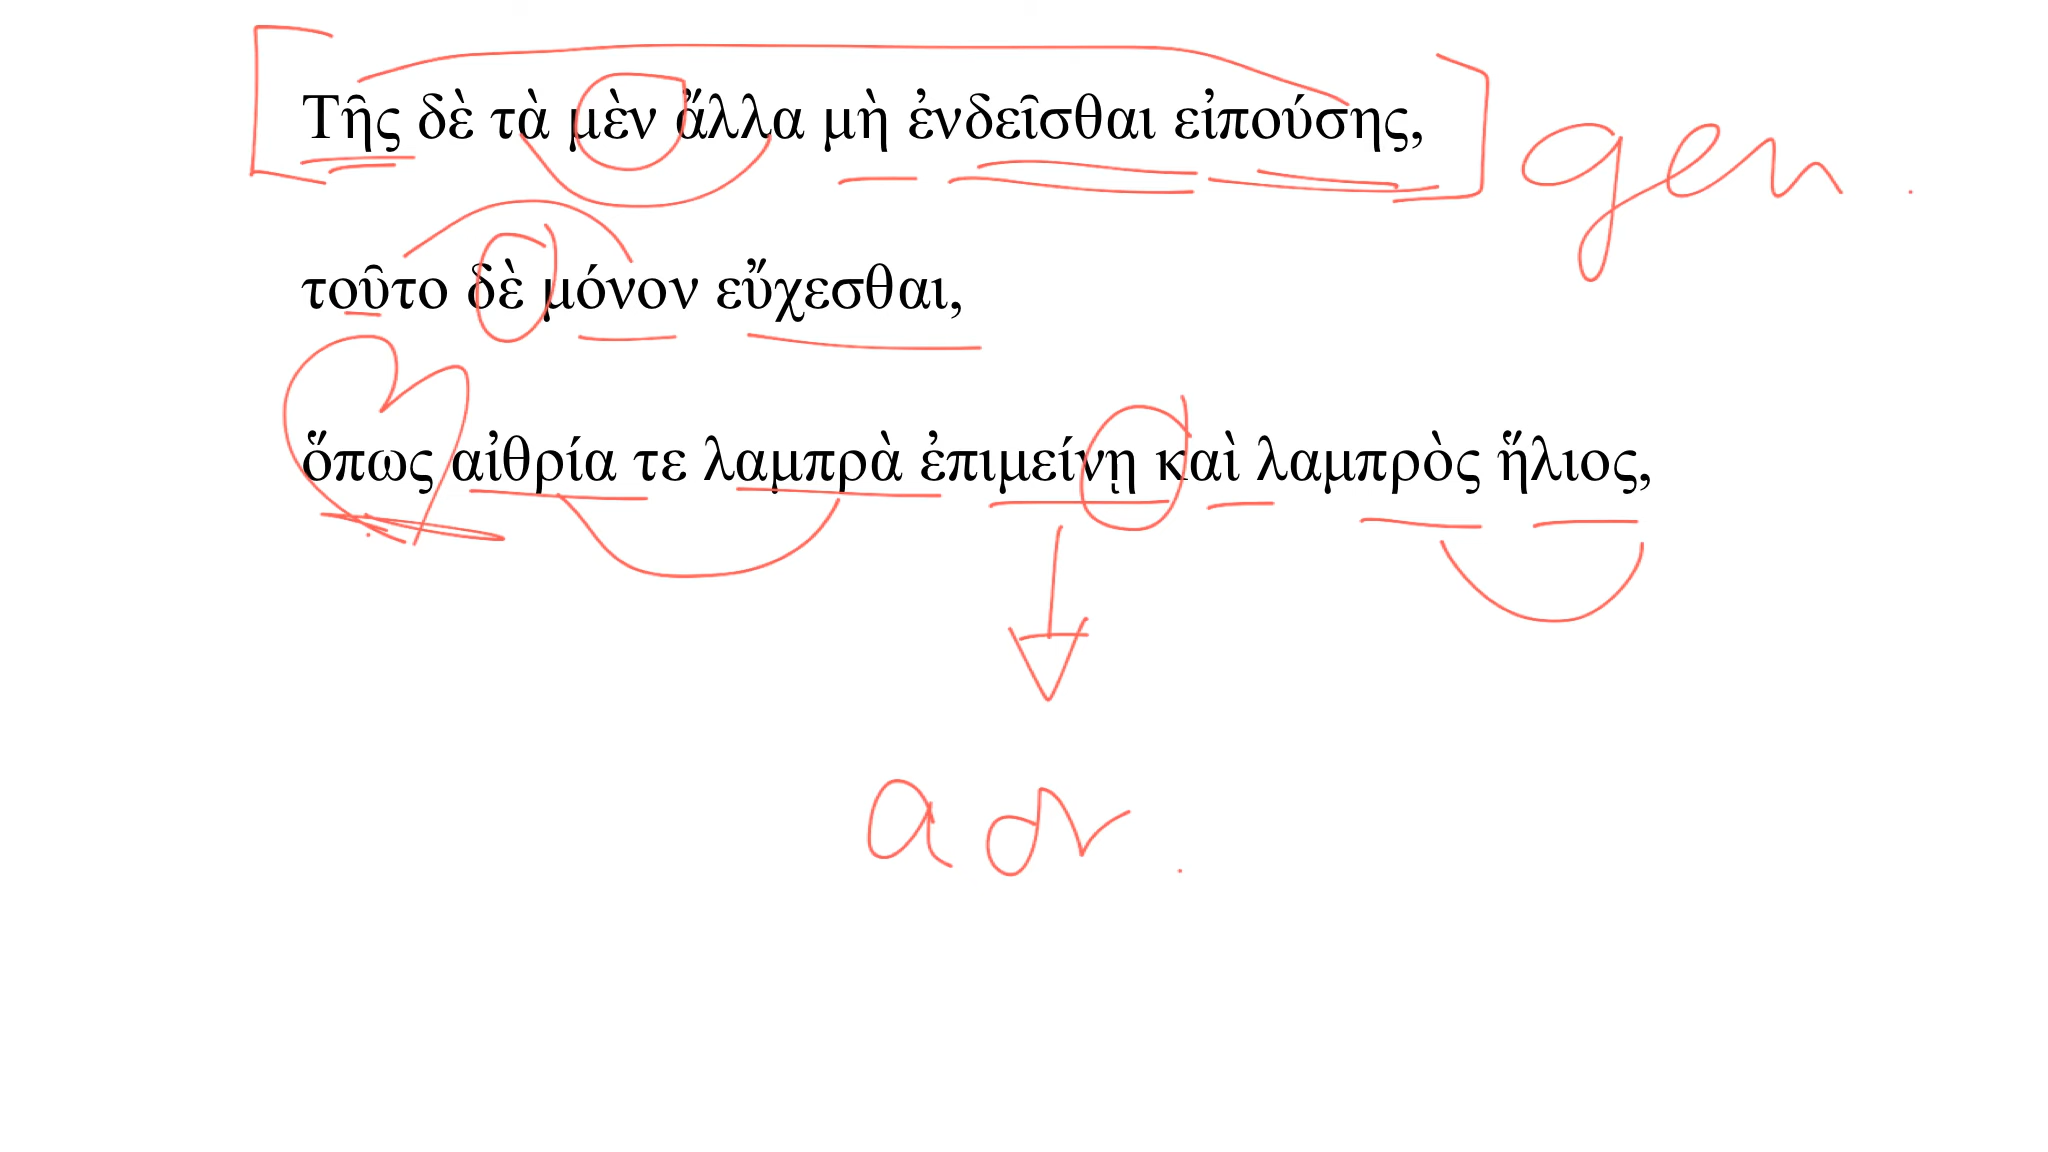 Τῆς δὲ τὰ μὲν ἄλλα μὴ ἐνδεῖσθαι εἰπούσης, gen.
τοῦτο δὲ μόνον εὔχεσθαι,
ὅπως αἰθρία τε λαμπρὰ ἐπιμείνῃ καὶ λαμπρὸς ἥλιος,
aor.